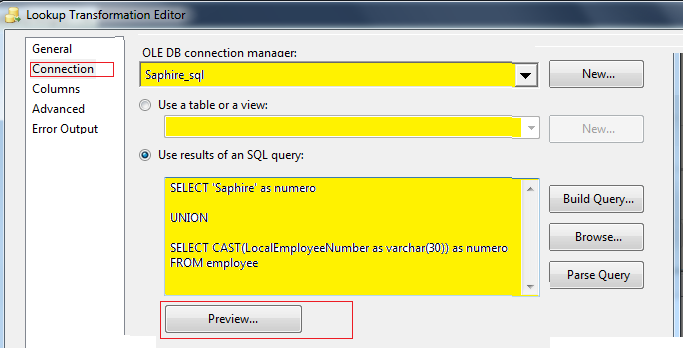 Lookup Transformation Editor
General
Connection
Columns
Advanced
Error Output
OLE DB connection manager:
Saphire_sql
New...
Use a table or a view:
New...
Use results of an SQL query:
SELECT 'Saphire' as numero
UNION
SELECT CAST(LocalEmployeeNumber as varchar(30)) as numero
FROM employee
Build Query...
Browse...
Parse Query
Preview...